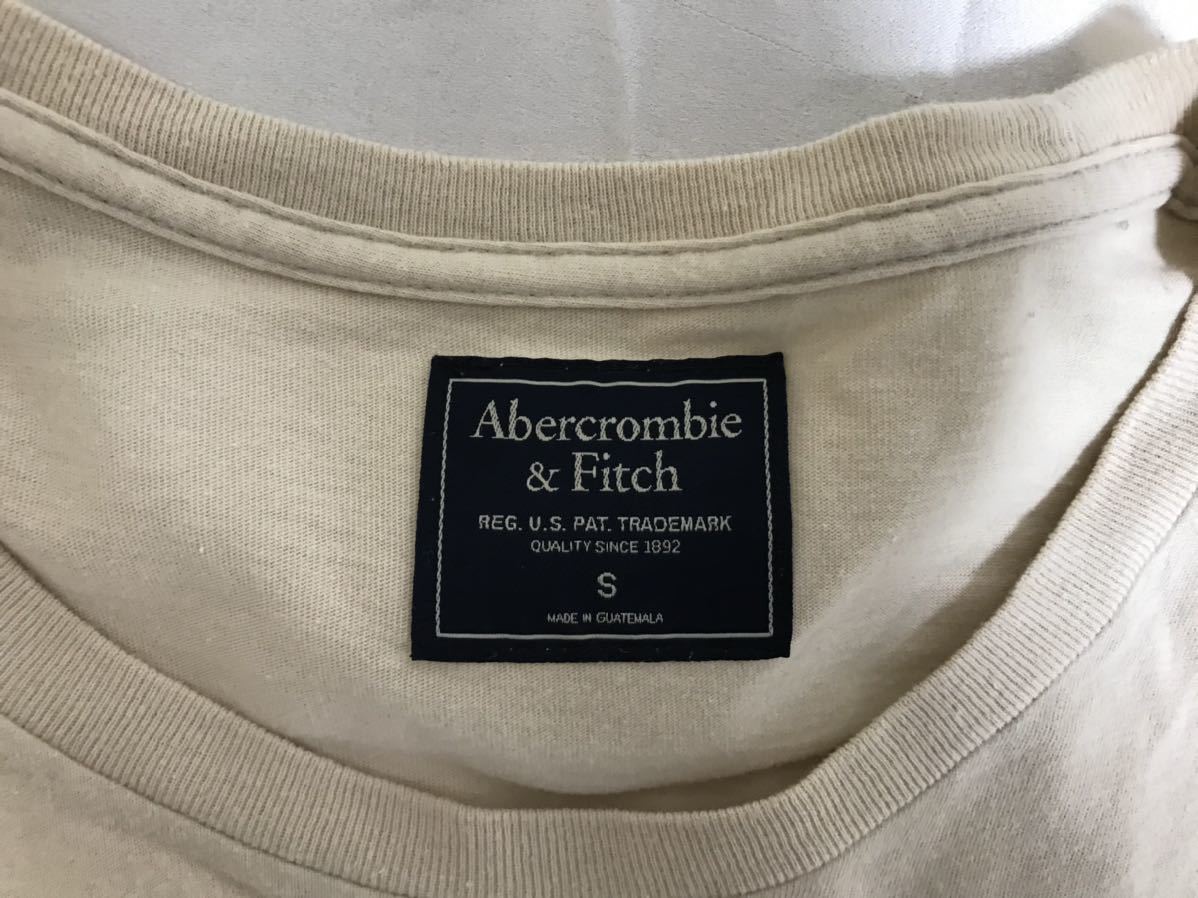 Abercrombie
& Fitch
REG. U.S. PAT. TRADEMARK
QUALITY SINCE 1892
S
MADE IN GUATEMALA